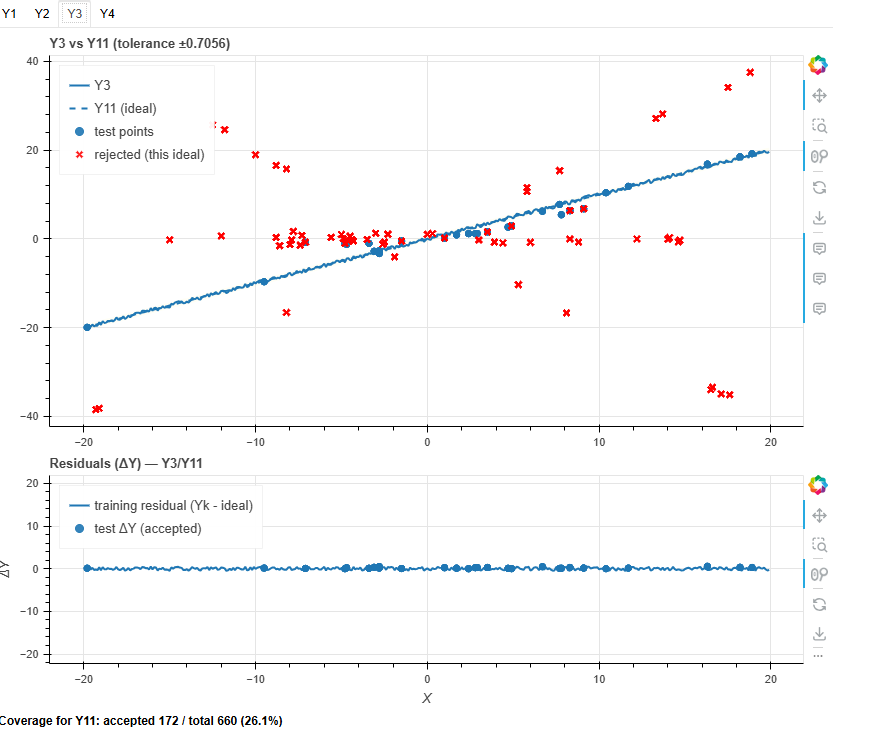 Y1 Y2 Y3 Y4
Y3 vs Y11 (tolerance ±0.7056)
40
20
0
−20
−40
Y3
Y11 (ideal)
test points
rejected (this ideal)
−20 −10 0 10 20
Residuals (ΔY) — Y3/Y11
20
10
0
−10
−20
ΔY
training residual (Yk - ideal)
test ΔY (accepted)
−20 −10 0 10 20
X
Coverage for Y11: accepted 172 / total 660 (26.1%)